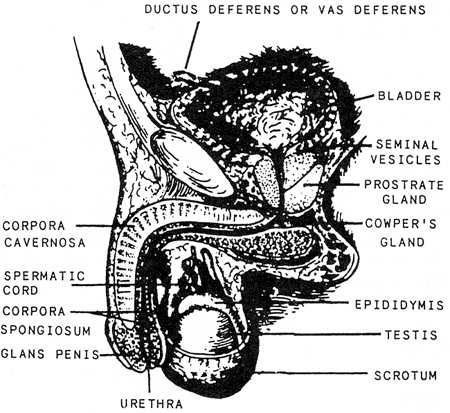 DUCTUS DEFERENS OR VAS DEFERENS
BLADDER
SEMINAL
VESICLES
PROSTRATE
GLAND
COWPER'S
GLAND
CORPORA
CAVERNOSA
SPERMATIC
CORD
CORPORA
SPONGIOSUM
GLANS PENIS
EPIDIDYMIS
TESTIS
SCROTUM
URETHRA